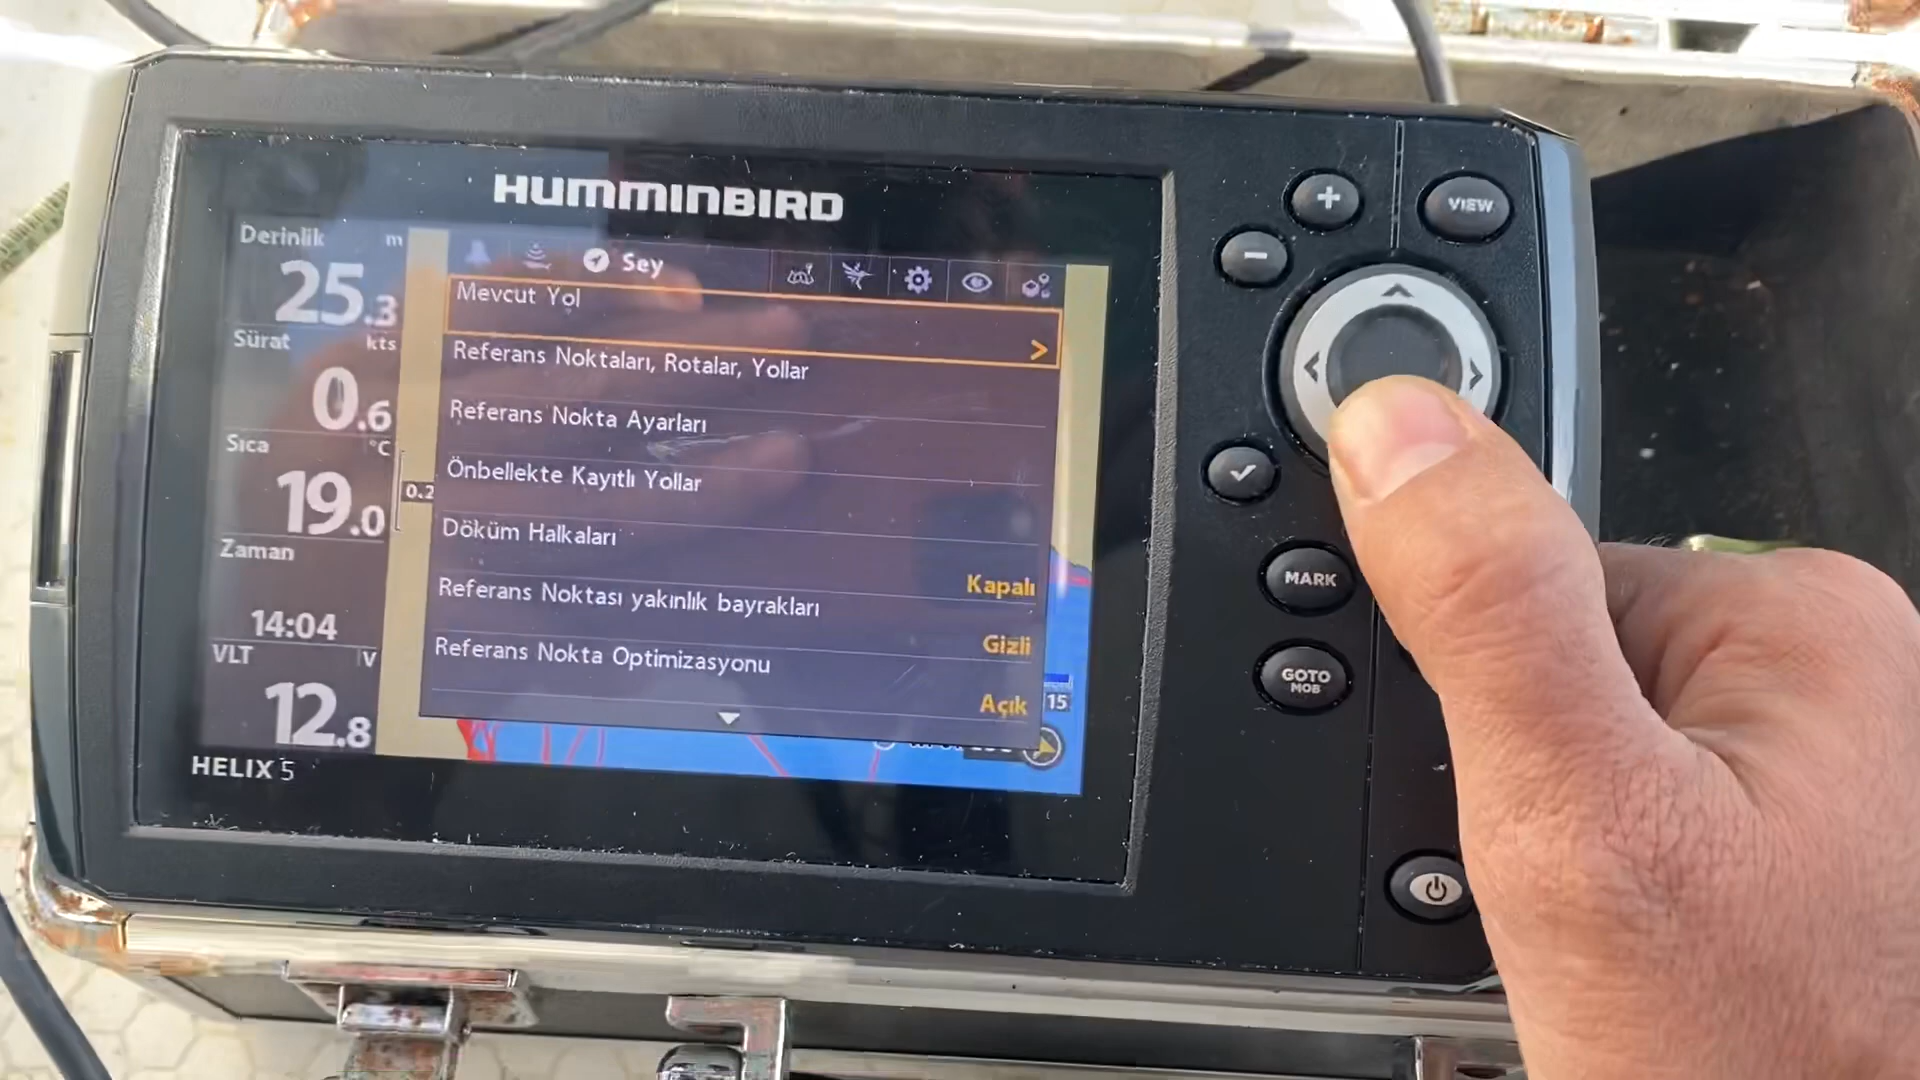 HUMMINBIRD
Derinlik m
25.3
Sürat kts
0.6
Sıca °C
19.0
Zaman
14:04
VLT V
12.8
Sey
Mevcut Yol >
Referans Noktaları, Rotalar, Yollar
Referans Nokta Ayarları
Önbellekte Kayıtlı Yollar
Döküm Halkaları
Kapalı
Referans Noktası yakınlık bayrakları
Gizli
Referans Nokta Optimizasyonu
Açık
0.2
15
HELIX 5
+
VIEW
-
MARK
GOTO
MOB